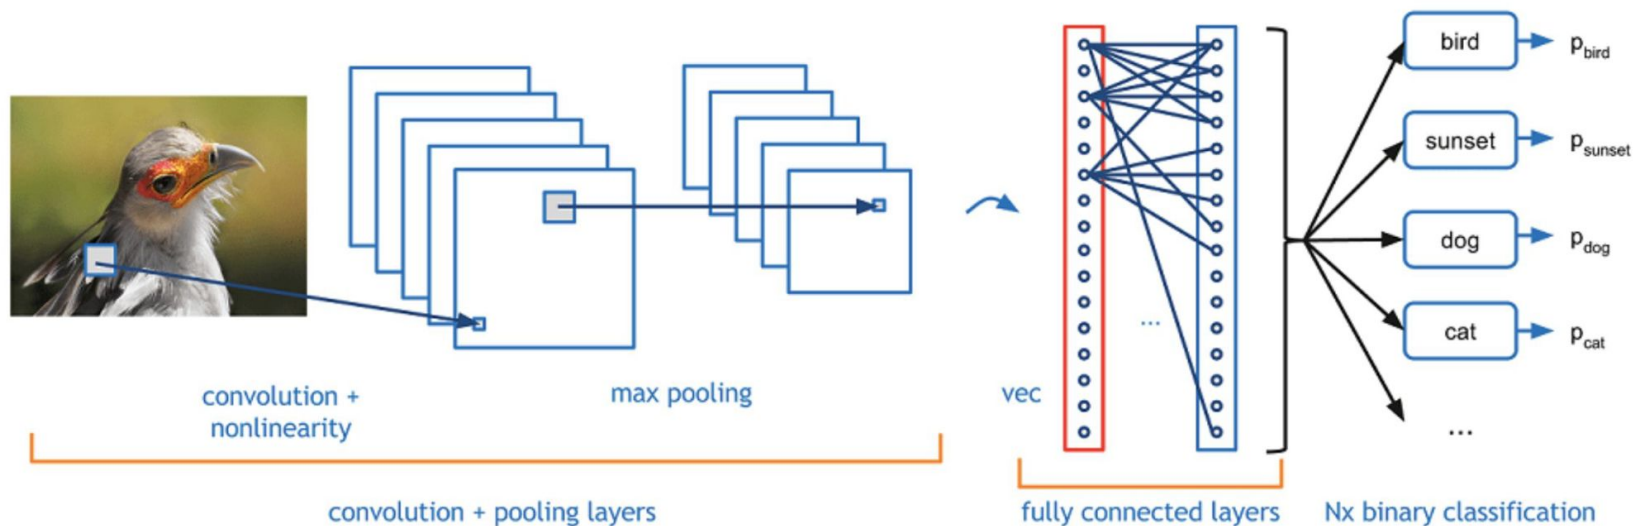 bird
p_bird
sunset
p_sunset
dog
p_dog
cat
p_cat
...
...
convolution +
nonlinearity
max pooling
vec
convolution + pooling layers
fully connected layers
Nx binary classification